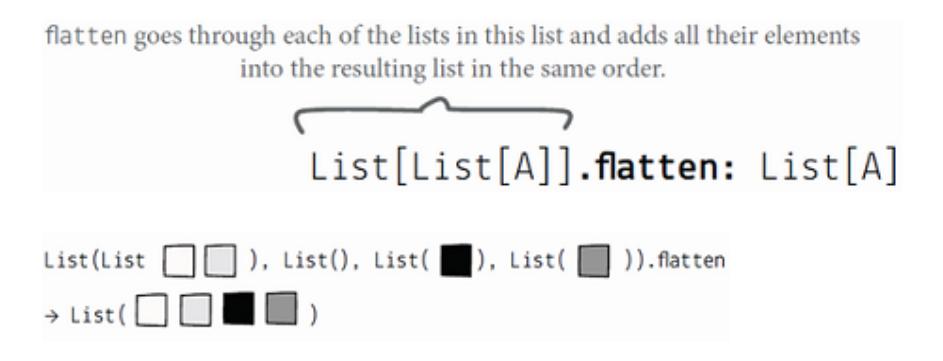 flatten goes through each of the lists in this list and adds all their elements
into the resulting list in the same order.
List[List[A]].flatten: List[A]
List(List ), List(), List( ), List( )).flatten
→ List( )